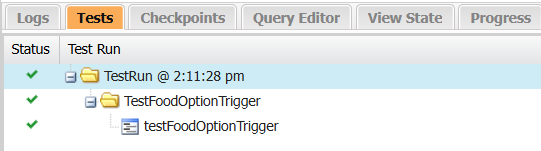 Logs Tests Checkpoints Query Editor View State Progress
Status Test Run
TestRun @ 2:11:28 pm
TestFoodOptionTrigger
testFoodOptionTrigger